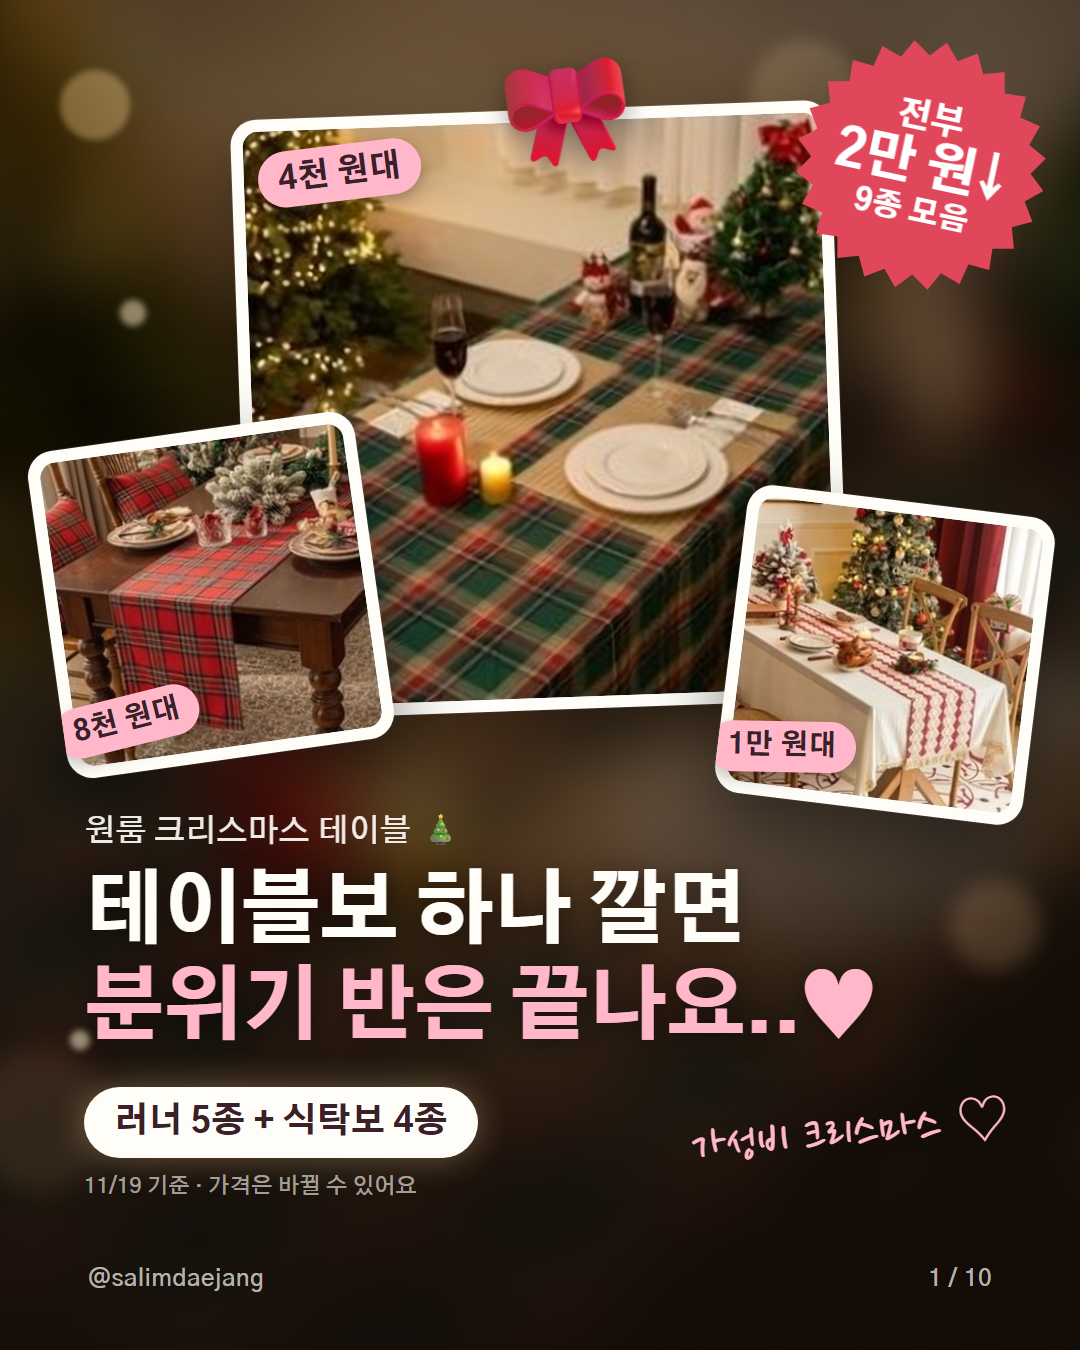 전부
2만 원↓
9종 모음
4천 원대
8천 원대
1만 원대
원룸 크리스마스 테이블 🎄
테이블보 하나 깔면
분위기 반은 끝나요..♥
러너 5종 + 식탁보 4종
가성비 크리스마스 ♡
11/19 기준 · 가격은 바뀔 수 있어요
@salimdaejang
1 / 10